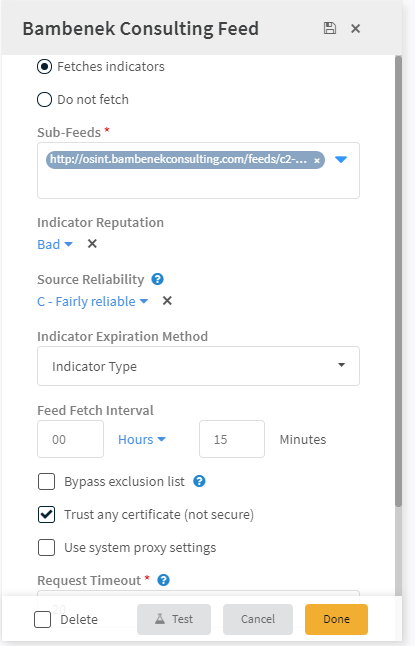 Bambenek Consulting Feed
Fetches indicators
Do not fetch
Sub-Feeds *
http://osint.bambenekconsulting.com/feeds/c2-... ×
Indicator Reputation
Bad
Source Reliability ?
C - Fairly reliable
Indicator Expiration Method
Indicator Type
Feed Fetch Interval
00 Hours 15 Minutes
Bypass exclusion list ?
Trust any certificate (not secure)
Use system proxy settings
Request Timeout * ?
Delete Test Cancel Done